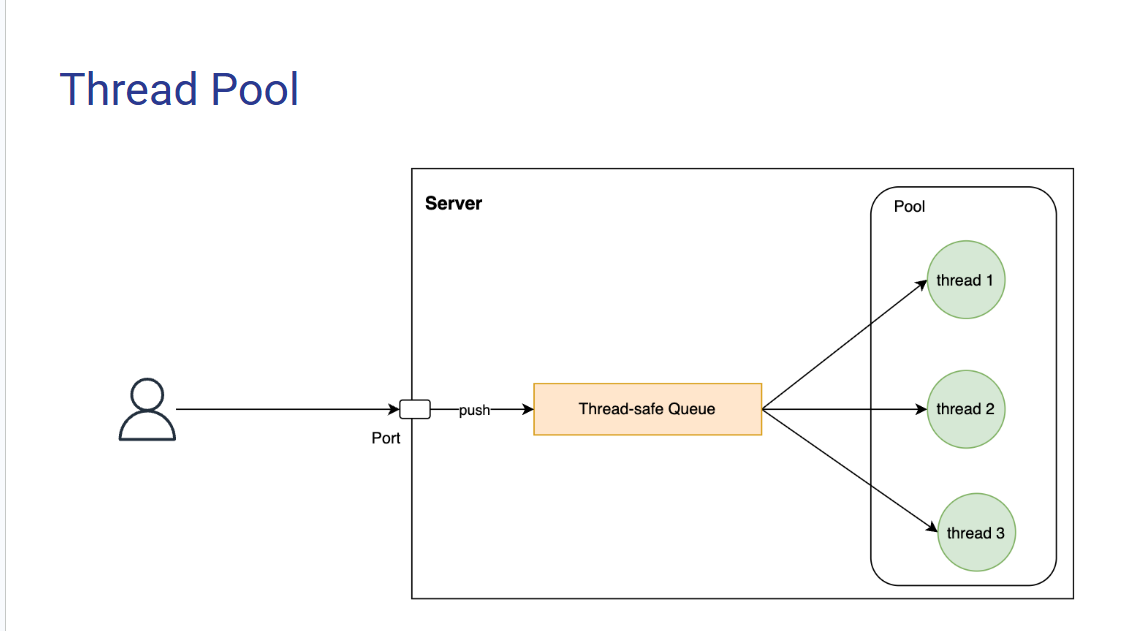 Thread Pool
Server
Pool
thread 1
Port
push
Thread-safe Queue
thread 2
thread 3